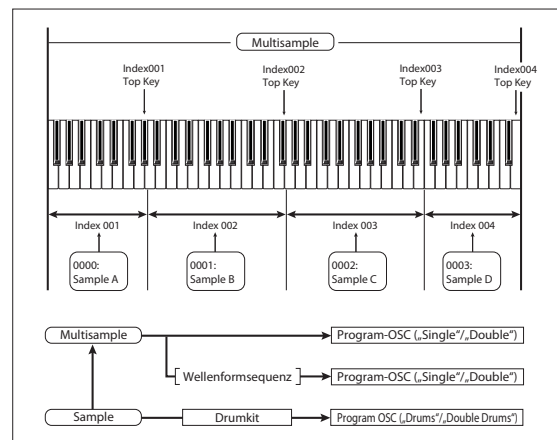 Multisample
Index001
Top Key
Index002
Top Key
Index003
Top Key
Index004
Top Key
Index 001
Index 002
Index 003
Index 004
0000:
Sample A
0001:
Sample B
0002:
Sample C
0003:
Sample D
Multisample
Program-OSC („Single“/„Double“)
Wellenformsequenz
Program-OSC („Single“/„Double“)
Sample
Drumkit
Program OSC („Drums“/„Double Drums“)